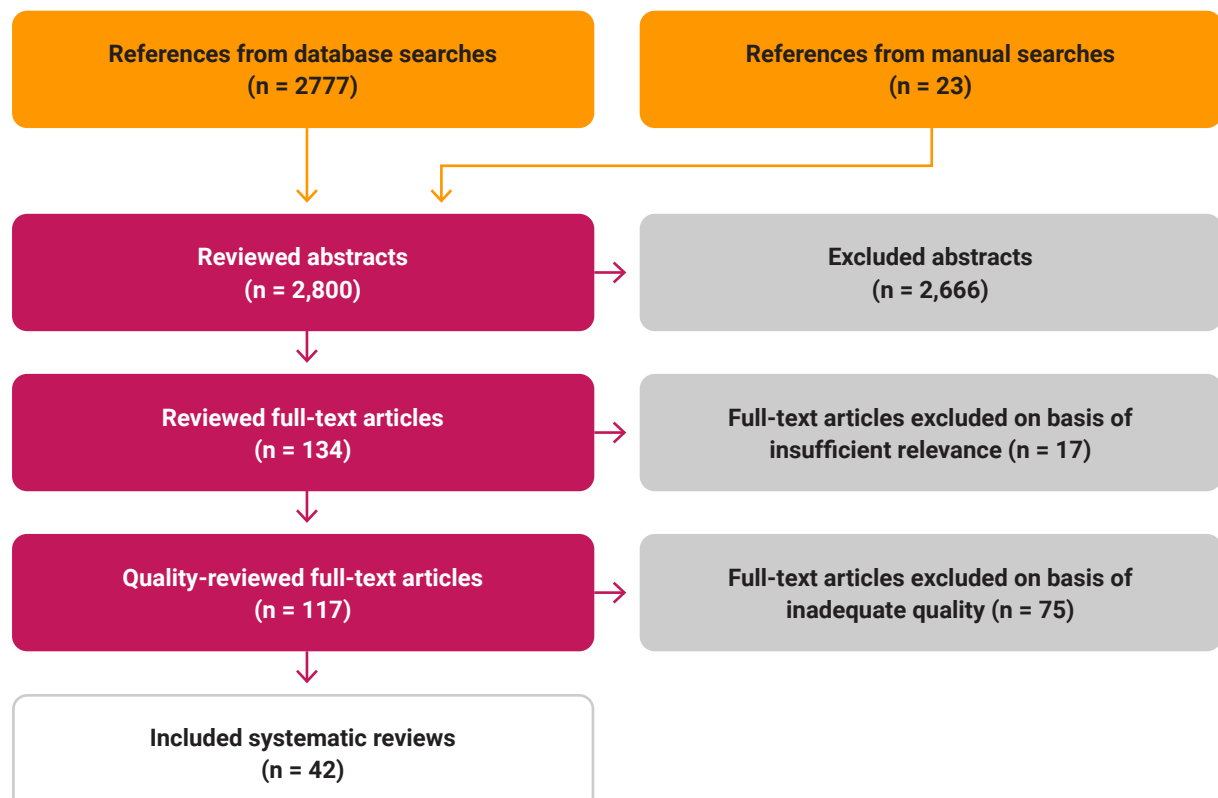 References from database searches
(n = 2777)
References from manual searches
(n = 23)
Reviewed abstracts
(n = 2,800)
Excluded abstracts
(n = 2,666)
Reviewed full-text articles
(n = 134)
Full-text articles excluded on basis of
insufficient relevance (n = 17)
Quality-reviewed full-text articles
(n = 117)
Full-text articles excluded on basis of
inadequate quality (n = 75)
Included systematic reviews
(n = 42)